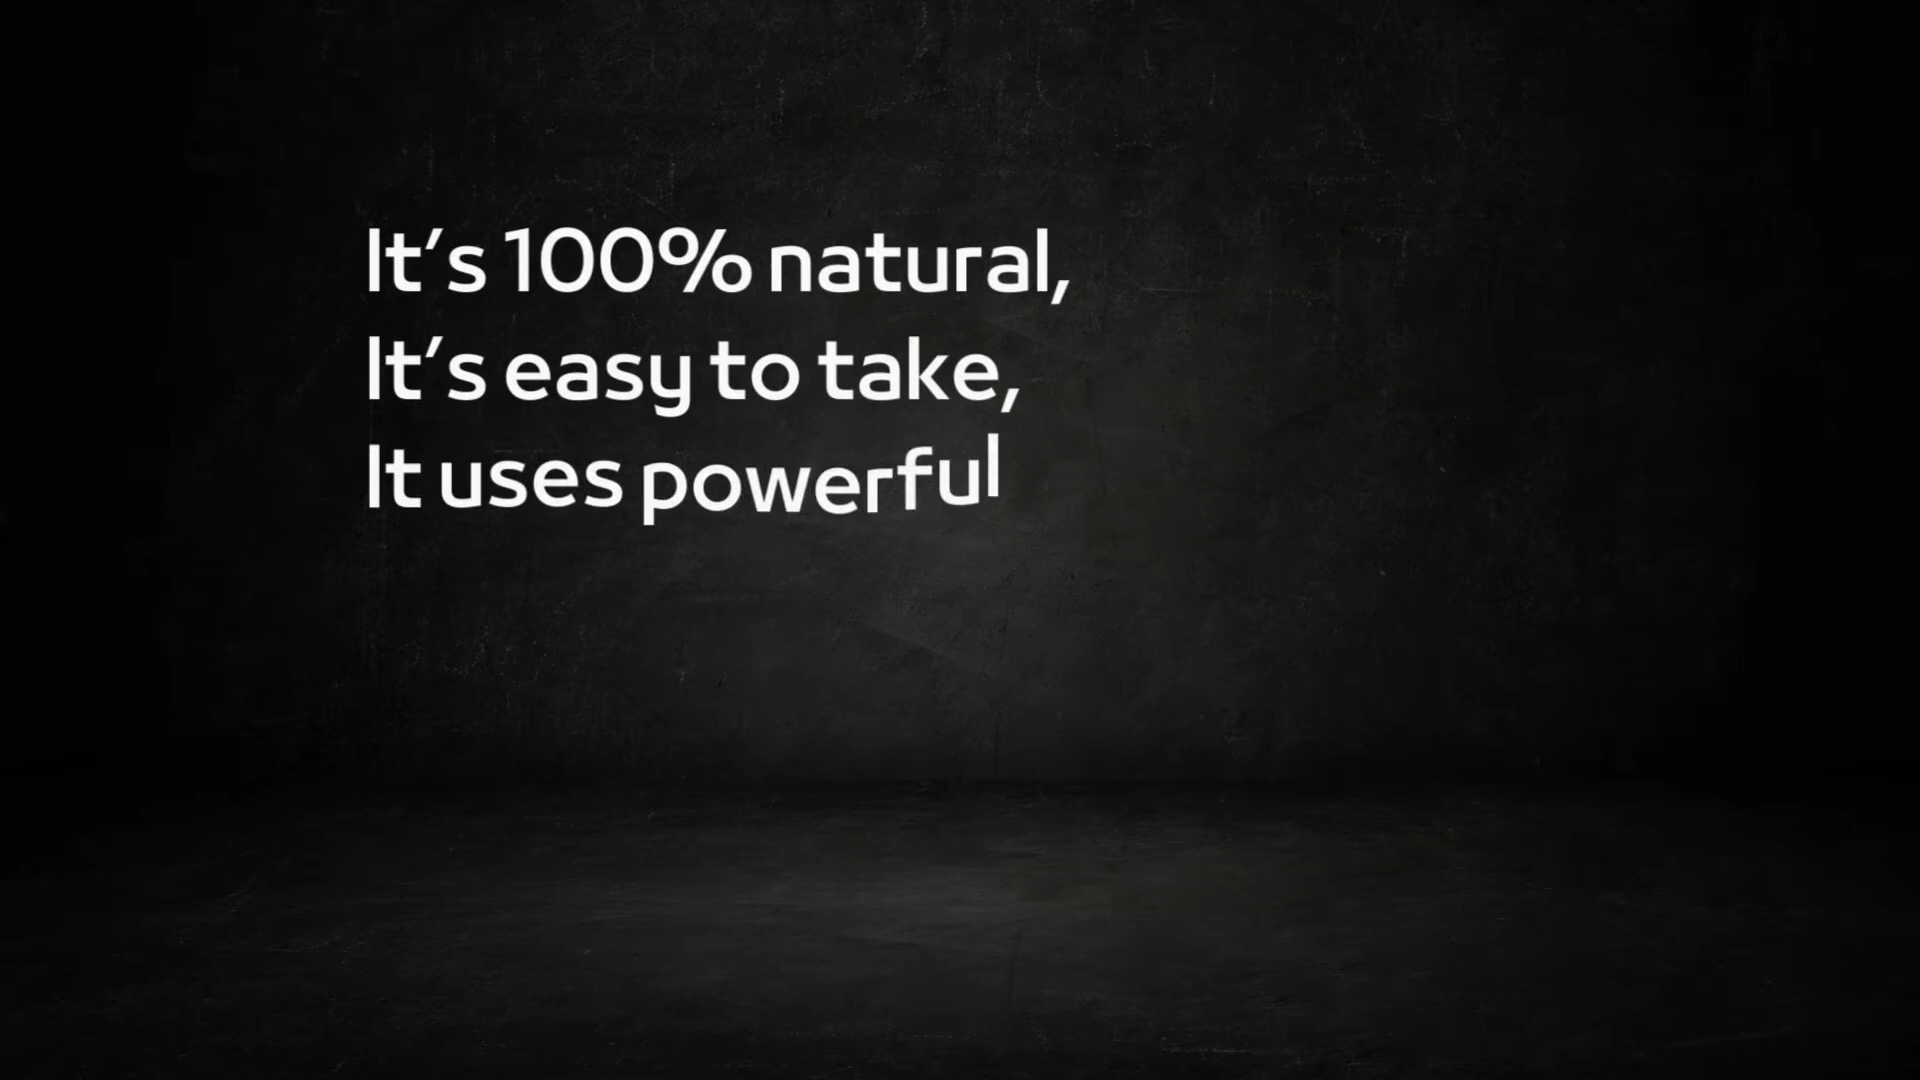 It’s 100% natural,
It’s easy to take,
It uses powerful